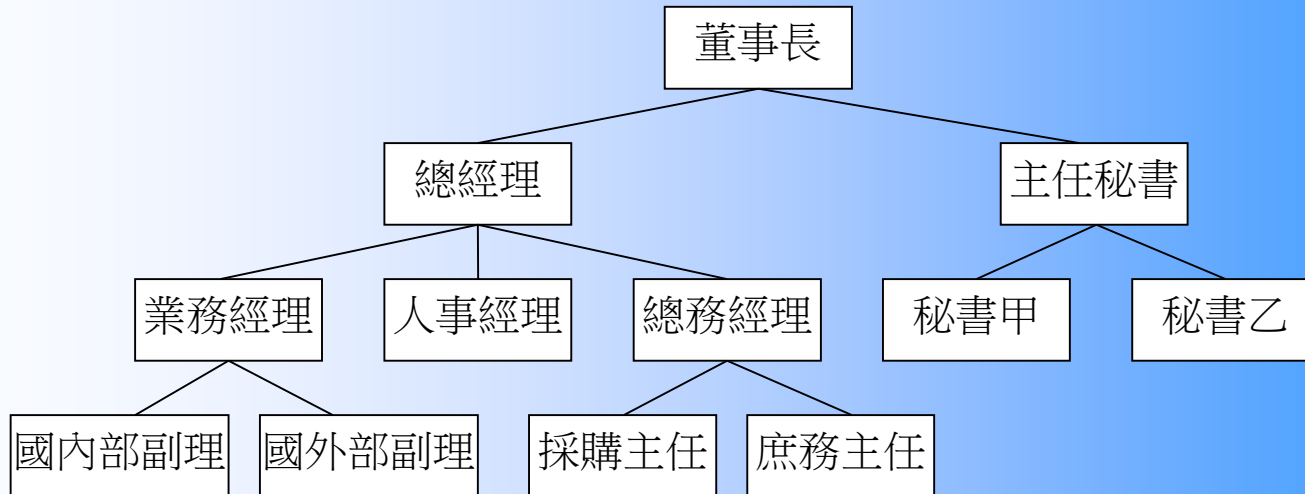 董事長
總經理
主任秘書
業務經理
人事經理
總務經理
秘書甲
秘書乙
國內部副理
國外部副理
採購主任
庶務主任